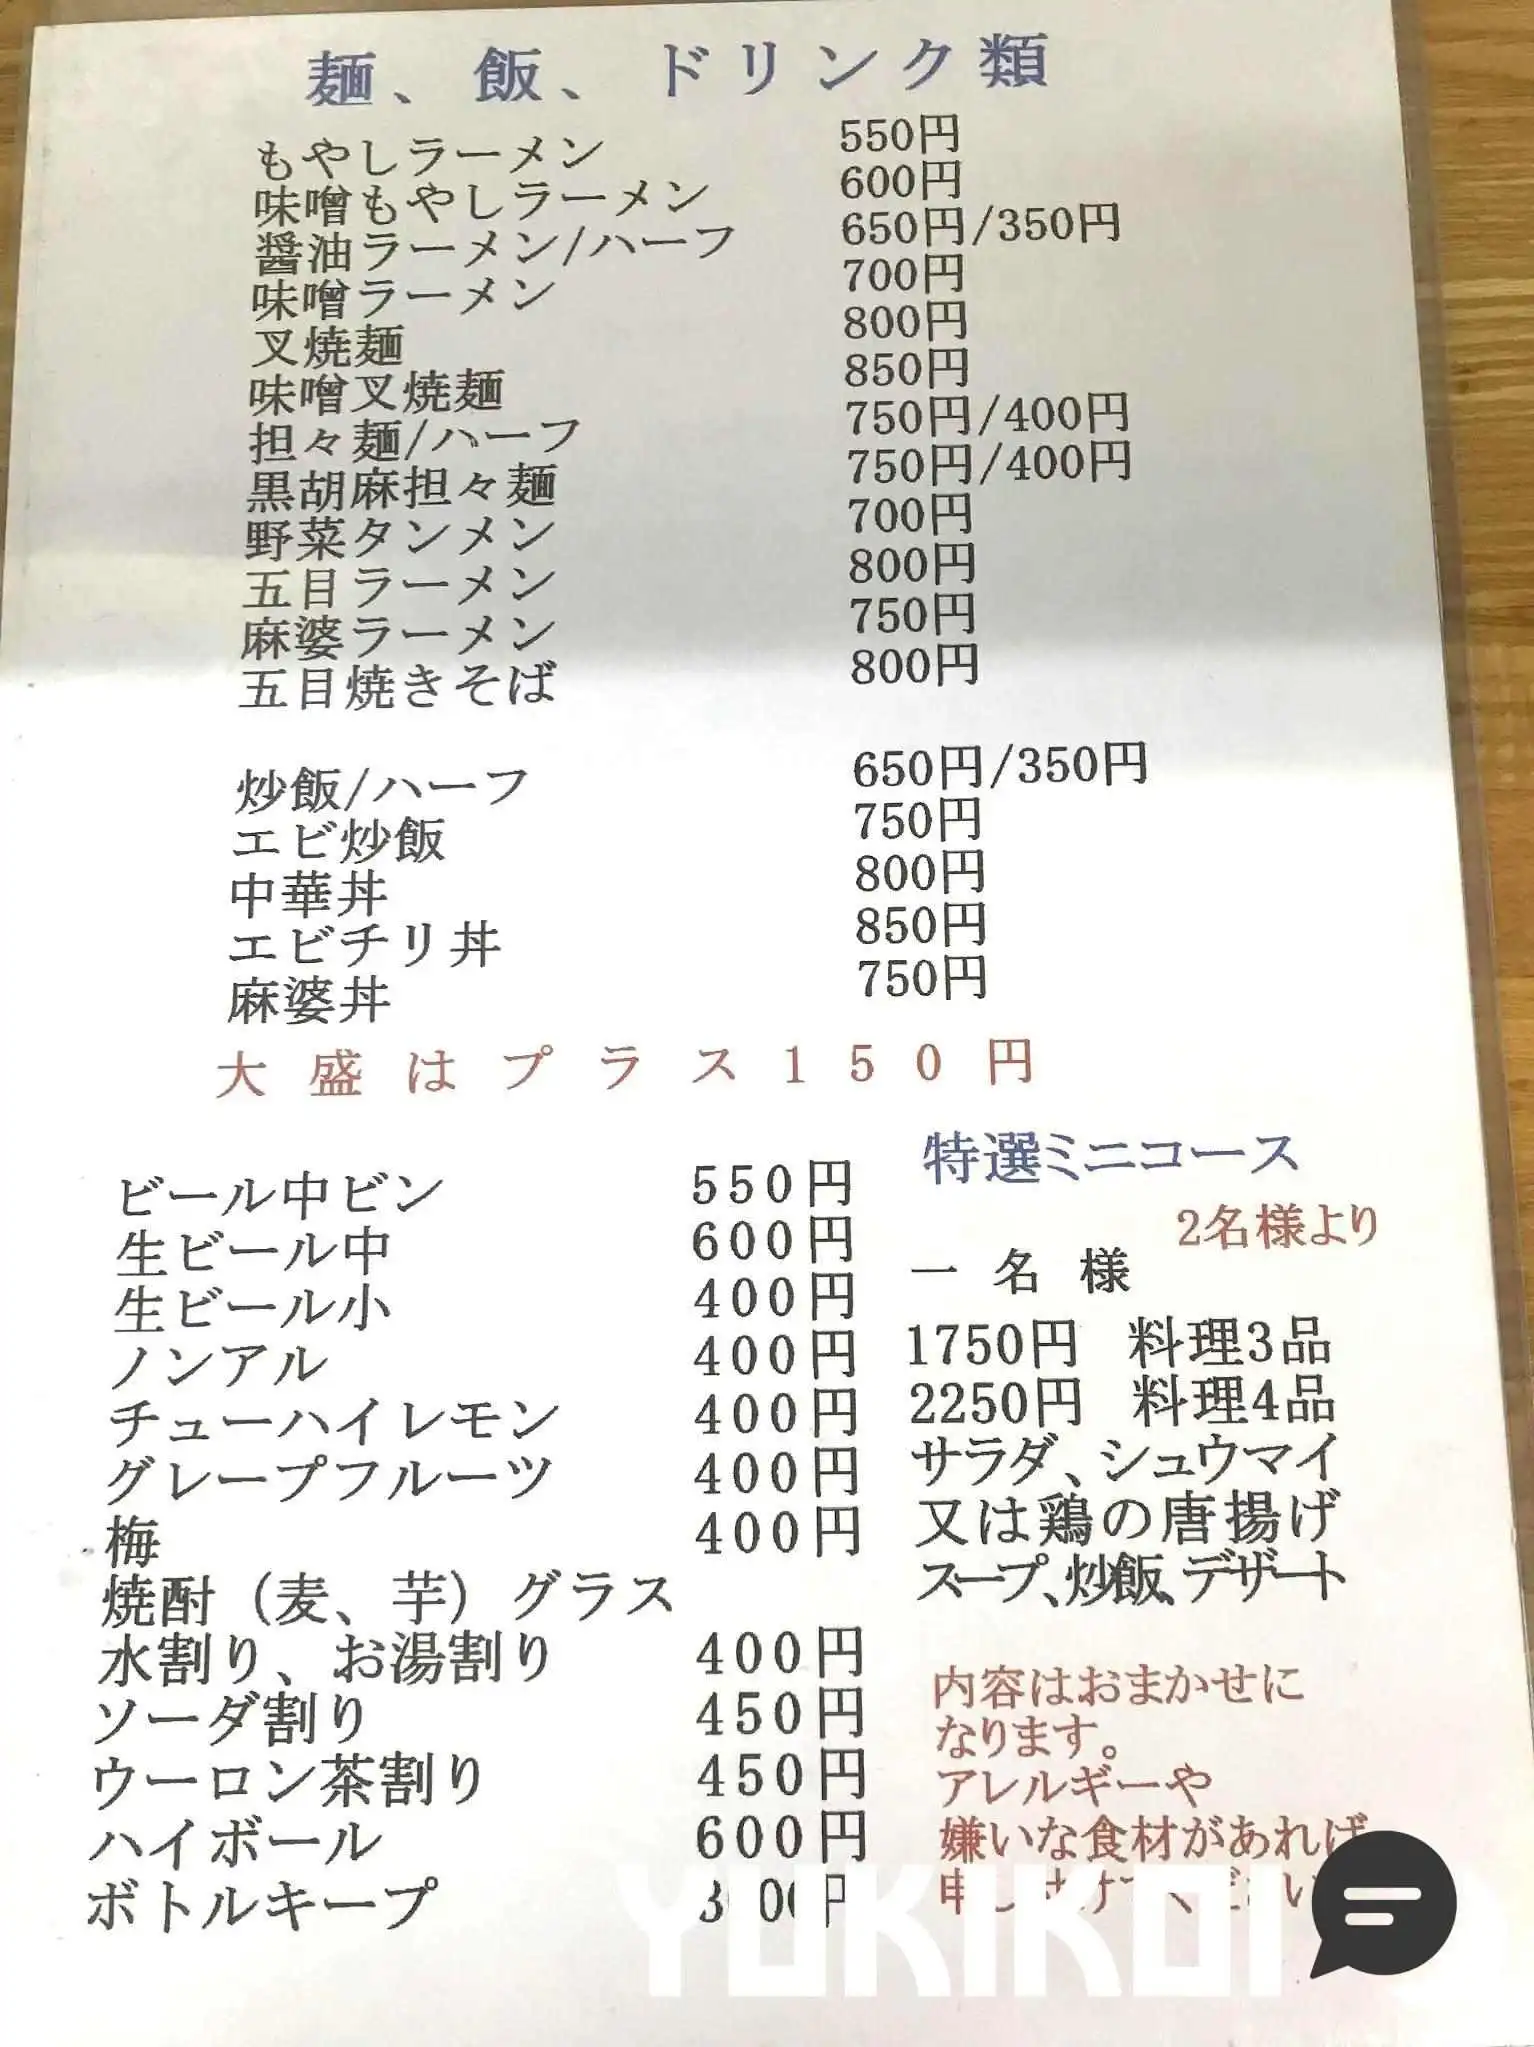 麺、飯、ドリンク類
もやしラーメン 550円
味噌もやしラーメン 600円
醤油ラーメン/ハーフ 650円/350円
味噌ラーメン 700円
叉焼麺 800円
味噌叉焼麺 850円
担々麺/ハーフ 750円/400円
黒胡麻担々麺 750円/400円
野菜タンメン 700円
五目ラーメン 800円
麻婆ラーメン 750円
五目焼きそば 800円
炒飯/ハーフ 650円/350円
エビ炒飯 750円
中華丼 800円
エビチリ丼 850円
麻婆丼 750円
大盛はプラス150円
ビール中ビン 550円
生ビール中 600円
生ビール小 400円
ノンアル 400円
チューハイレモン 400円
グレープフルーツ 400円
梅 400円
焼酎（麦、芋）グラス
水割り、お湯割り 400円
ソーダ割り 450円
ウーロン茶割り 450円
ハイボール 600円
ボトルキープ
特選ミニコース
2名様より
一名様
1750円 料理3品
2250円 料理4品
サラダ、シュウマイ
又は鶏の唐揚げ
スープ、炒飯、デザート
内容はおまかせに
なります。
アレルギーや
嫌いな食材があれば
YUKIKOI